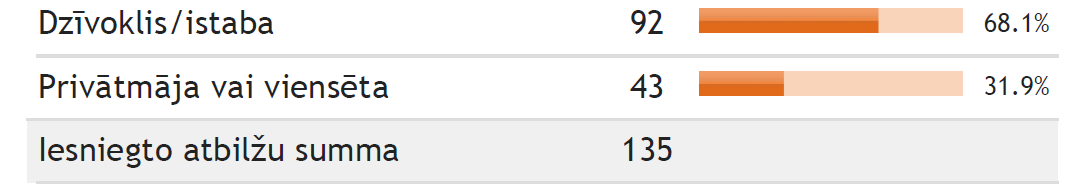 Dzīvoklis/istaba 92 68.1%
Privātmāja vai viensēta 43 31.9%
Iesniegto atbilžu summa 135